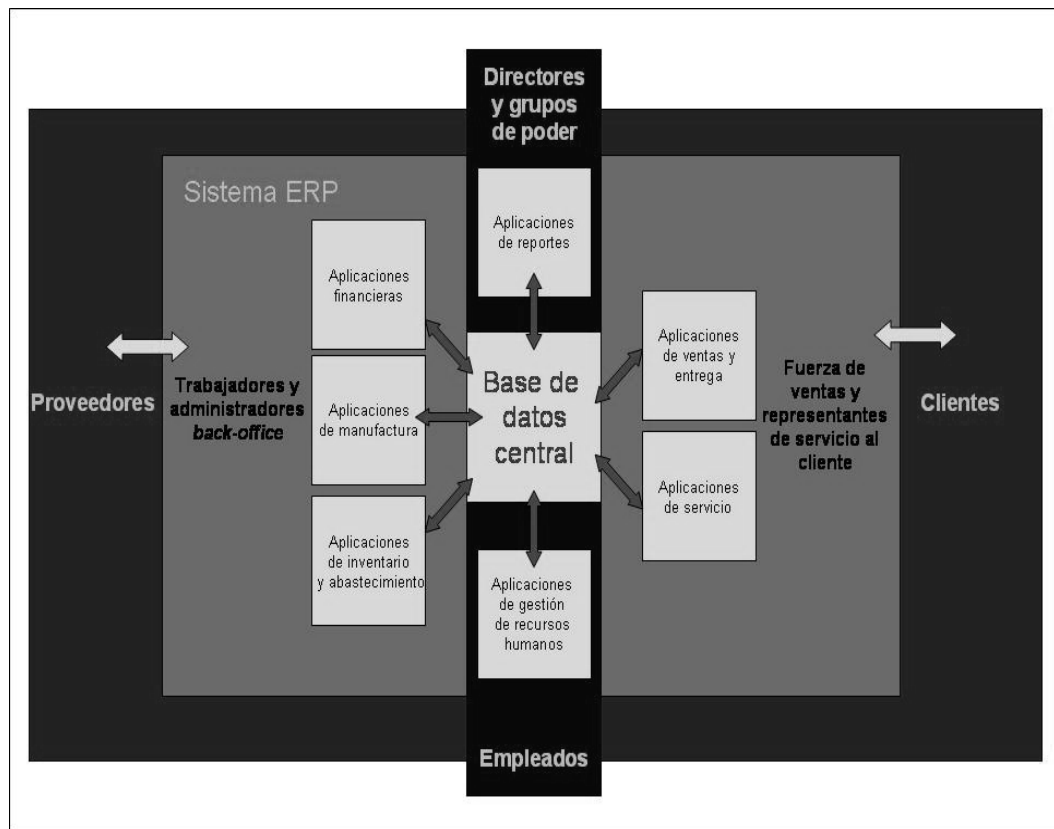 Directores
y grupos
de poder
Sistema ERP
Aplicaciones
de reportes
Aplicaciones
financieras
Aplicaciones
de ventas y
entrega
Proveedores
Trabajadores y
administradores
back-office
Aplicaciones
de manufactura
Base de
datos
central
Fuerza de
ventas y
representantes
de servicio al
cliente
Clientes
Aplicaciones
de servicio
Aplicaciones
de inventario
y abastecimiento
Aplicaciones
de gestión
de recursos
humanos
Empleados